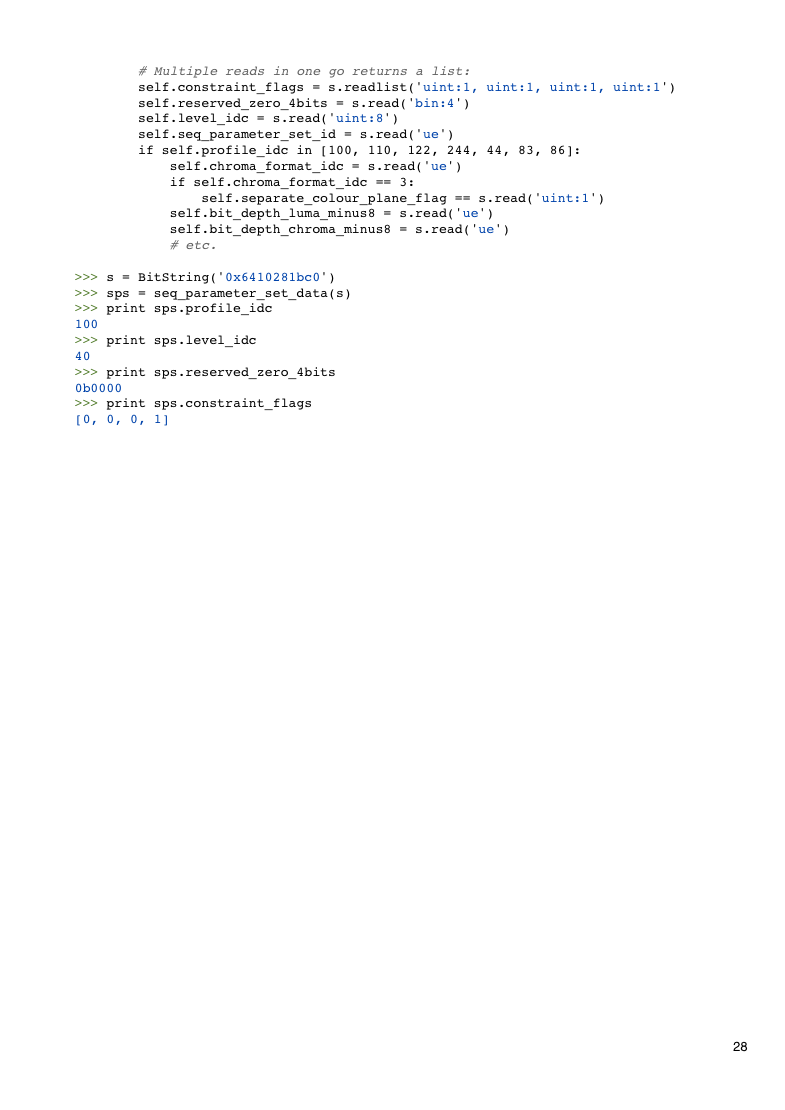 # Multiple reads in one go returns a list:
self.constraint_flags = s.readlist('uint:1, uint:1, uint:1, uint:1')
self.reserved_zero_4bits = s.read('bin:4')
self.level_idc = s.read('uint:8')
self.seq_parameter_set_id = s.read('ue')
if self.profile_idc in [100, 110, 122, 244, 44, 83, 86]:
self.chroma_format_idc = s.read('ue')
if self.chroma_format_idc == 3:
self.separate_colour_plane_flag == s.read('uint:1')
self.bit_depth_luma_minus8 = s.read('ue')
self.bit_depth_chroma_minus8 = s.read('ue')
# etc.
>>> s = BitString('0x6410281bc0')
>>> sps = seq_parameter_set_data(s)
>>> print sps.profile_idc
100
>>> print sps.level_idc
40
>>> print sps.reserved_zero_4bits
0b0000
>>> print sps.constraint_flags
[0, 0, 0, 1]
28